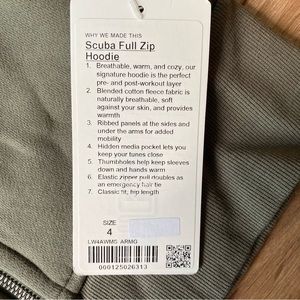 WHY WE MADE THIS
Scuba Full Zip
Hoodie
1. Breathable, warm, and cozy, our
signature hoodie is the perfect
pre- and post-workout layer
2. Blended cotton fleece fabric is
naturally breathable, soft
against your skin, and provides
warmth
3. Ribbed panels at the sides and
under the arms for added
mobility
4. Hidden media pocket lets you
keep your tunes close
5. Thumbholes help keep sleeves
down and hands warm
6. Elastic zipper pull doubles as
an emergency hair tie
7. Classic fit, hip length
SIZE
4
LW4AWMS ARMG
000125026313